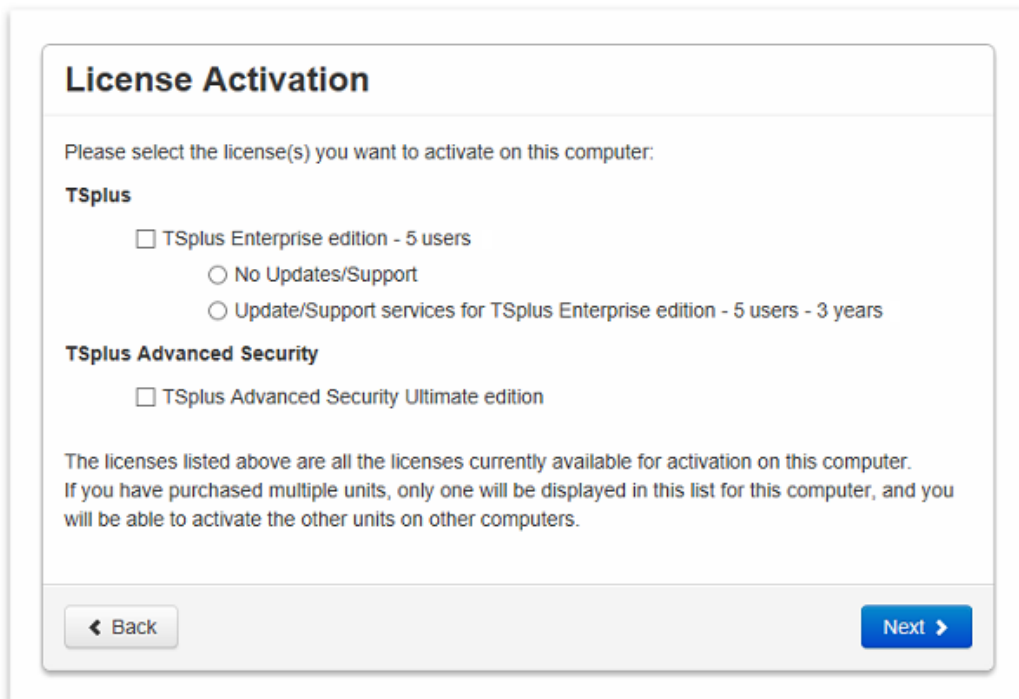 License Activation
Please select the license(s) you want to activate on this computer:
TSplus
TSplus Enterprise edition - 5 users
No Updates/Support
Update/Support services for TSplus Enterprise edition - 5 users - 3 years
TSplus Advanced Security
TSplus Advanced Security Ultimate edition
The licenses listed above are all the licenses currently available for activation on this computer.
If you have purchased multiple units, only one will be displayed in this list for this computer, and you
will be able to activate the other units on other computers.
Back
Next